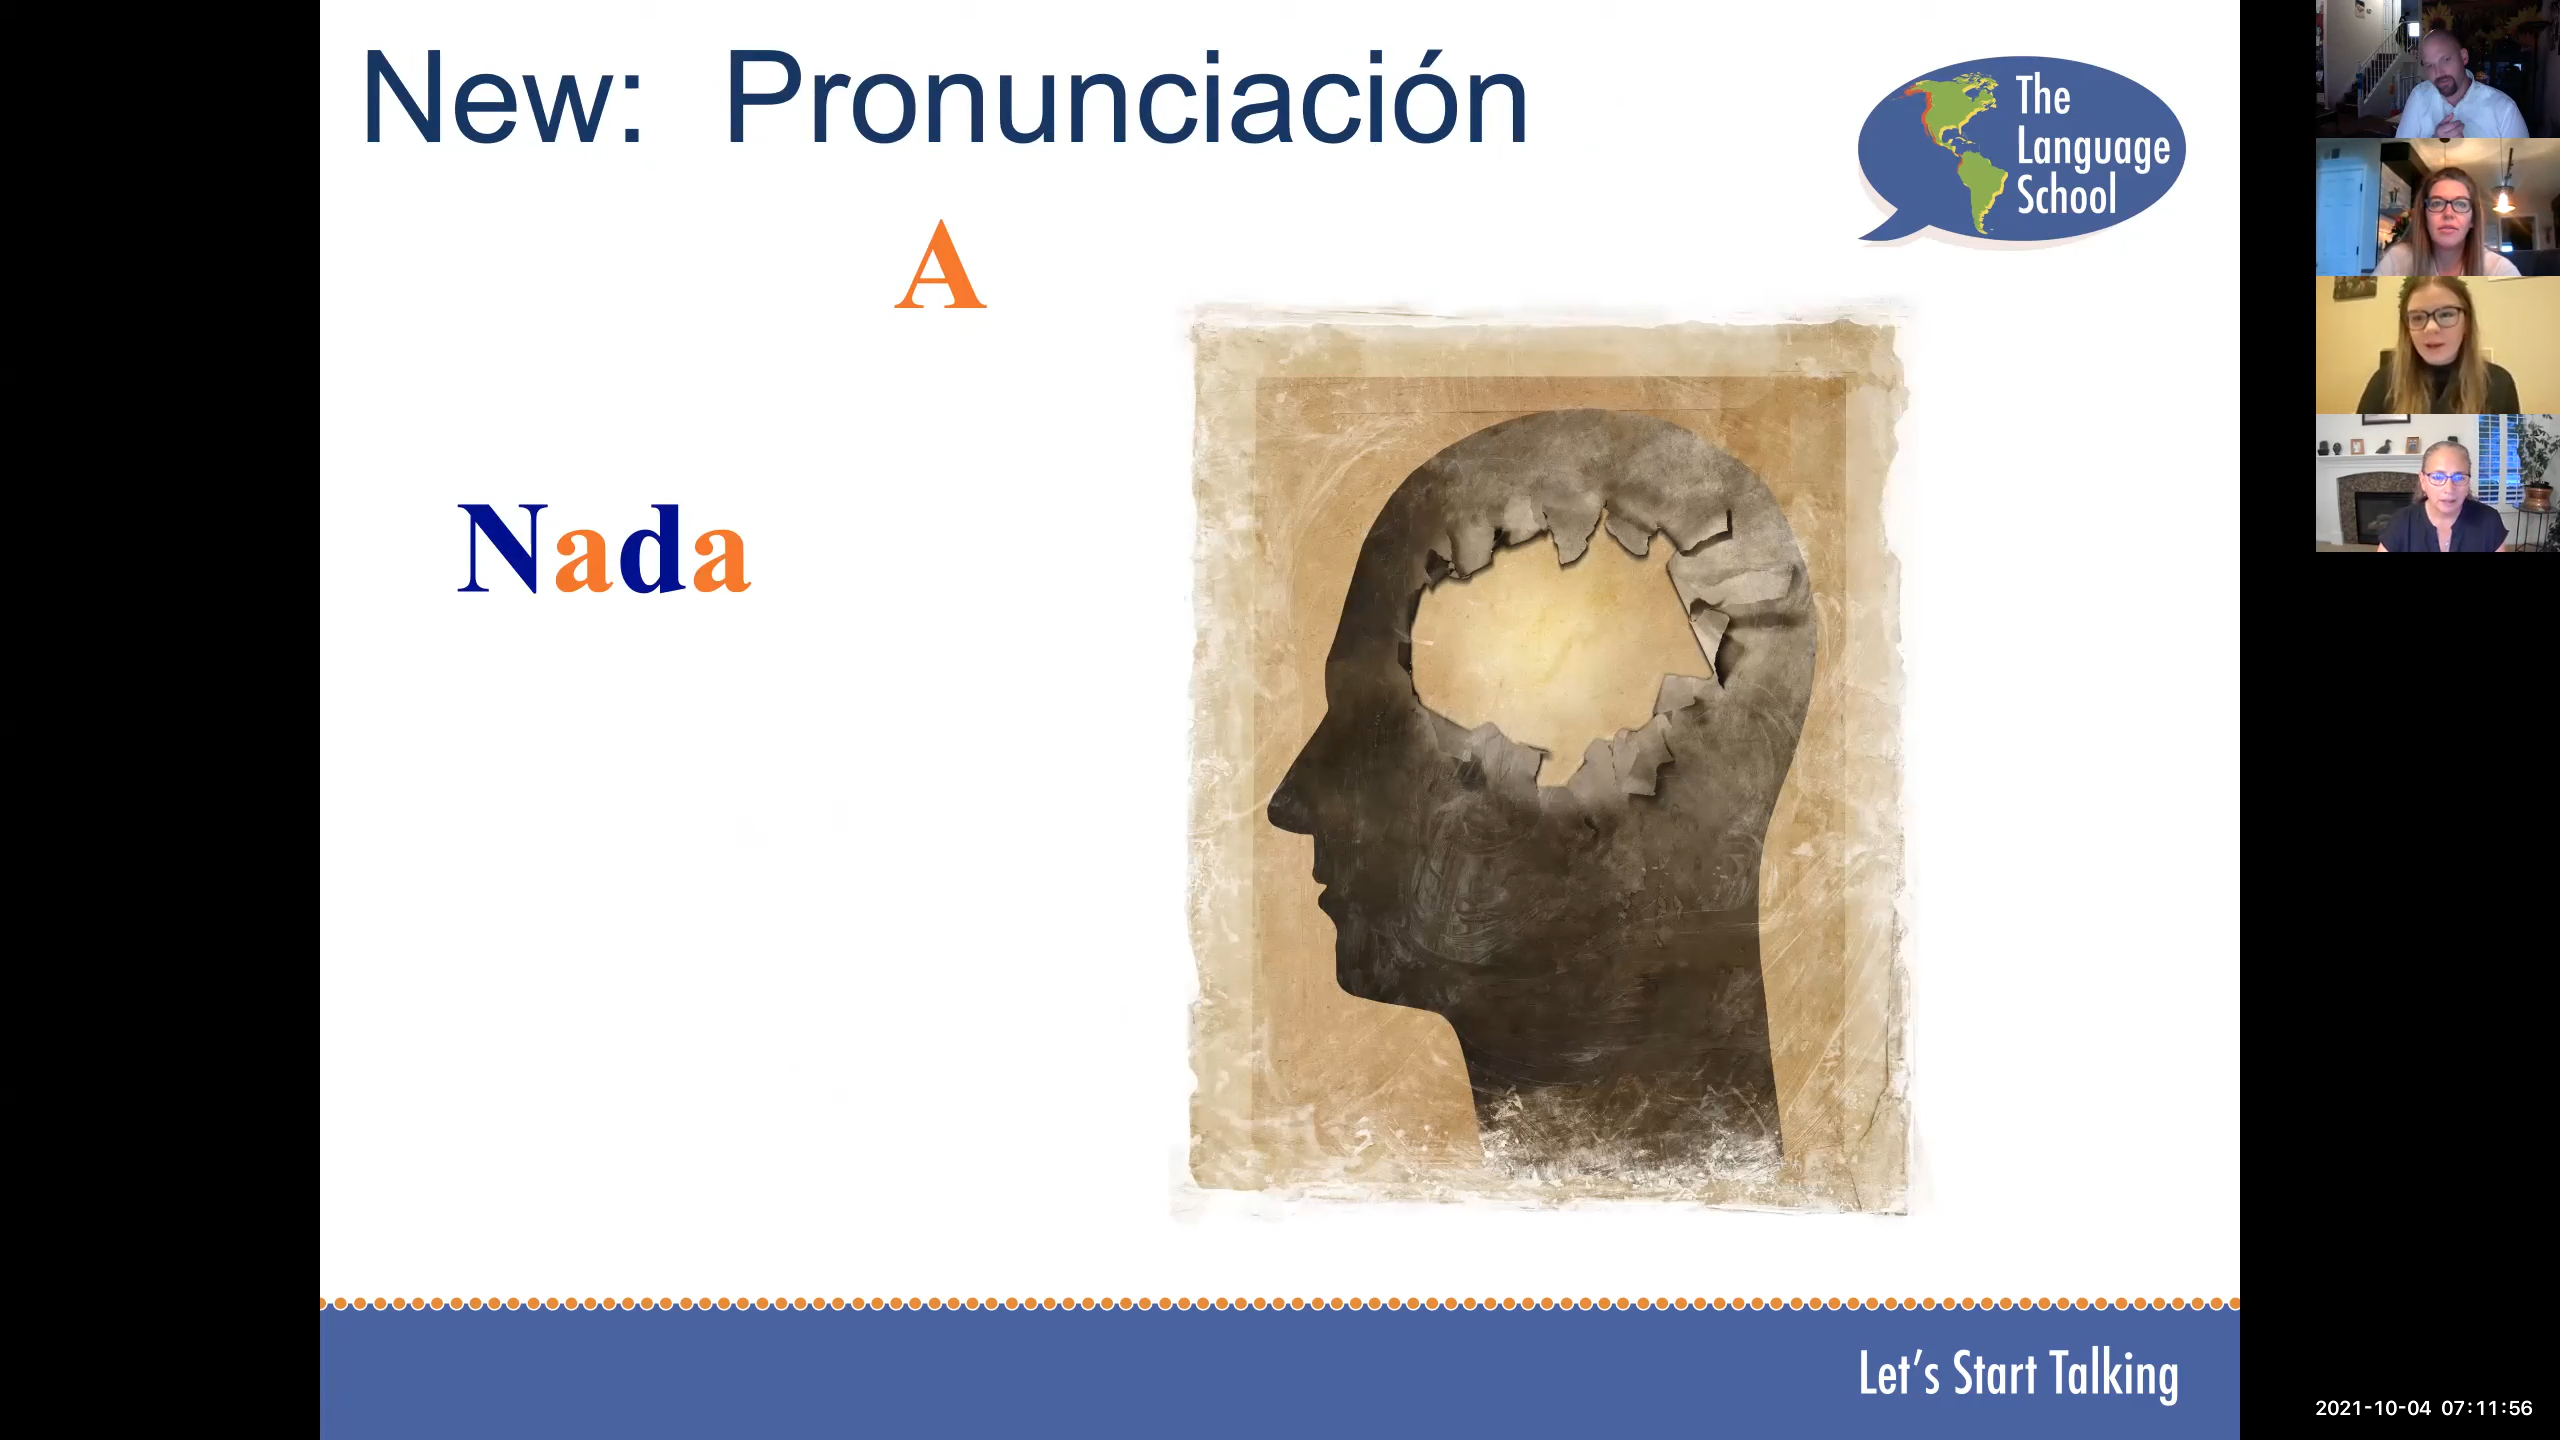 New: Pronunciación
The
Language
School
A
Nada
Let's Start Talking
2021-10-04 07:11:56